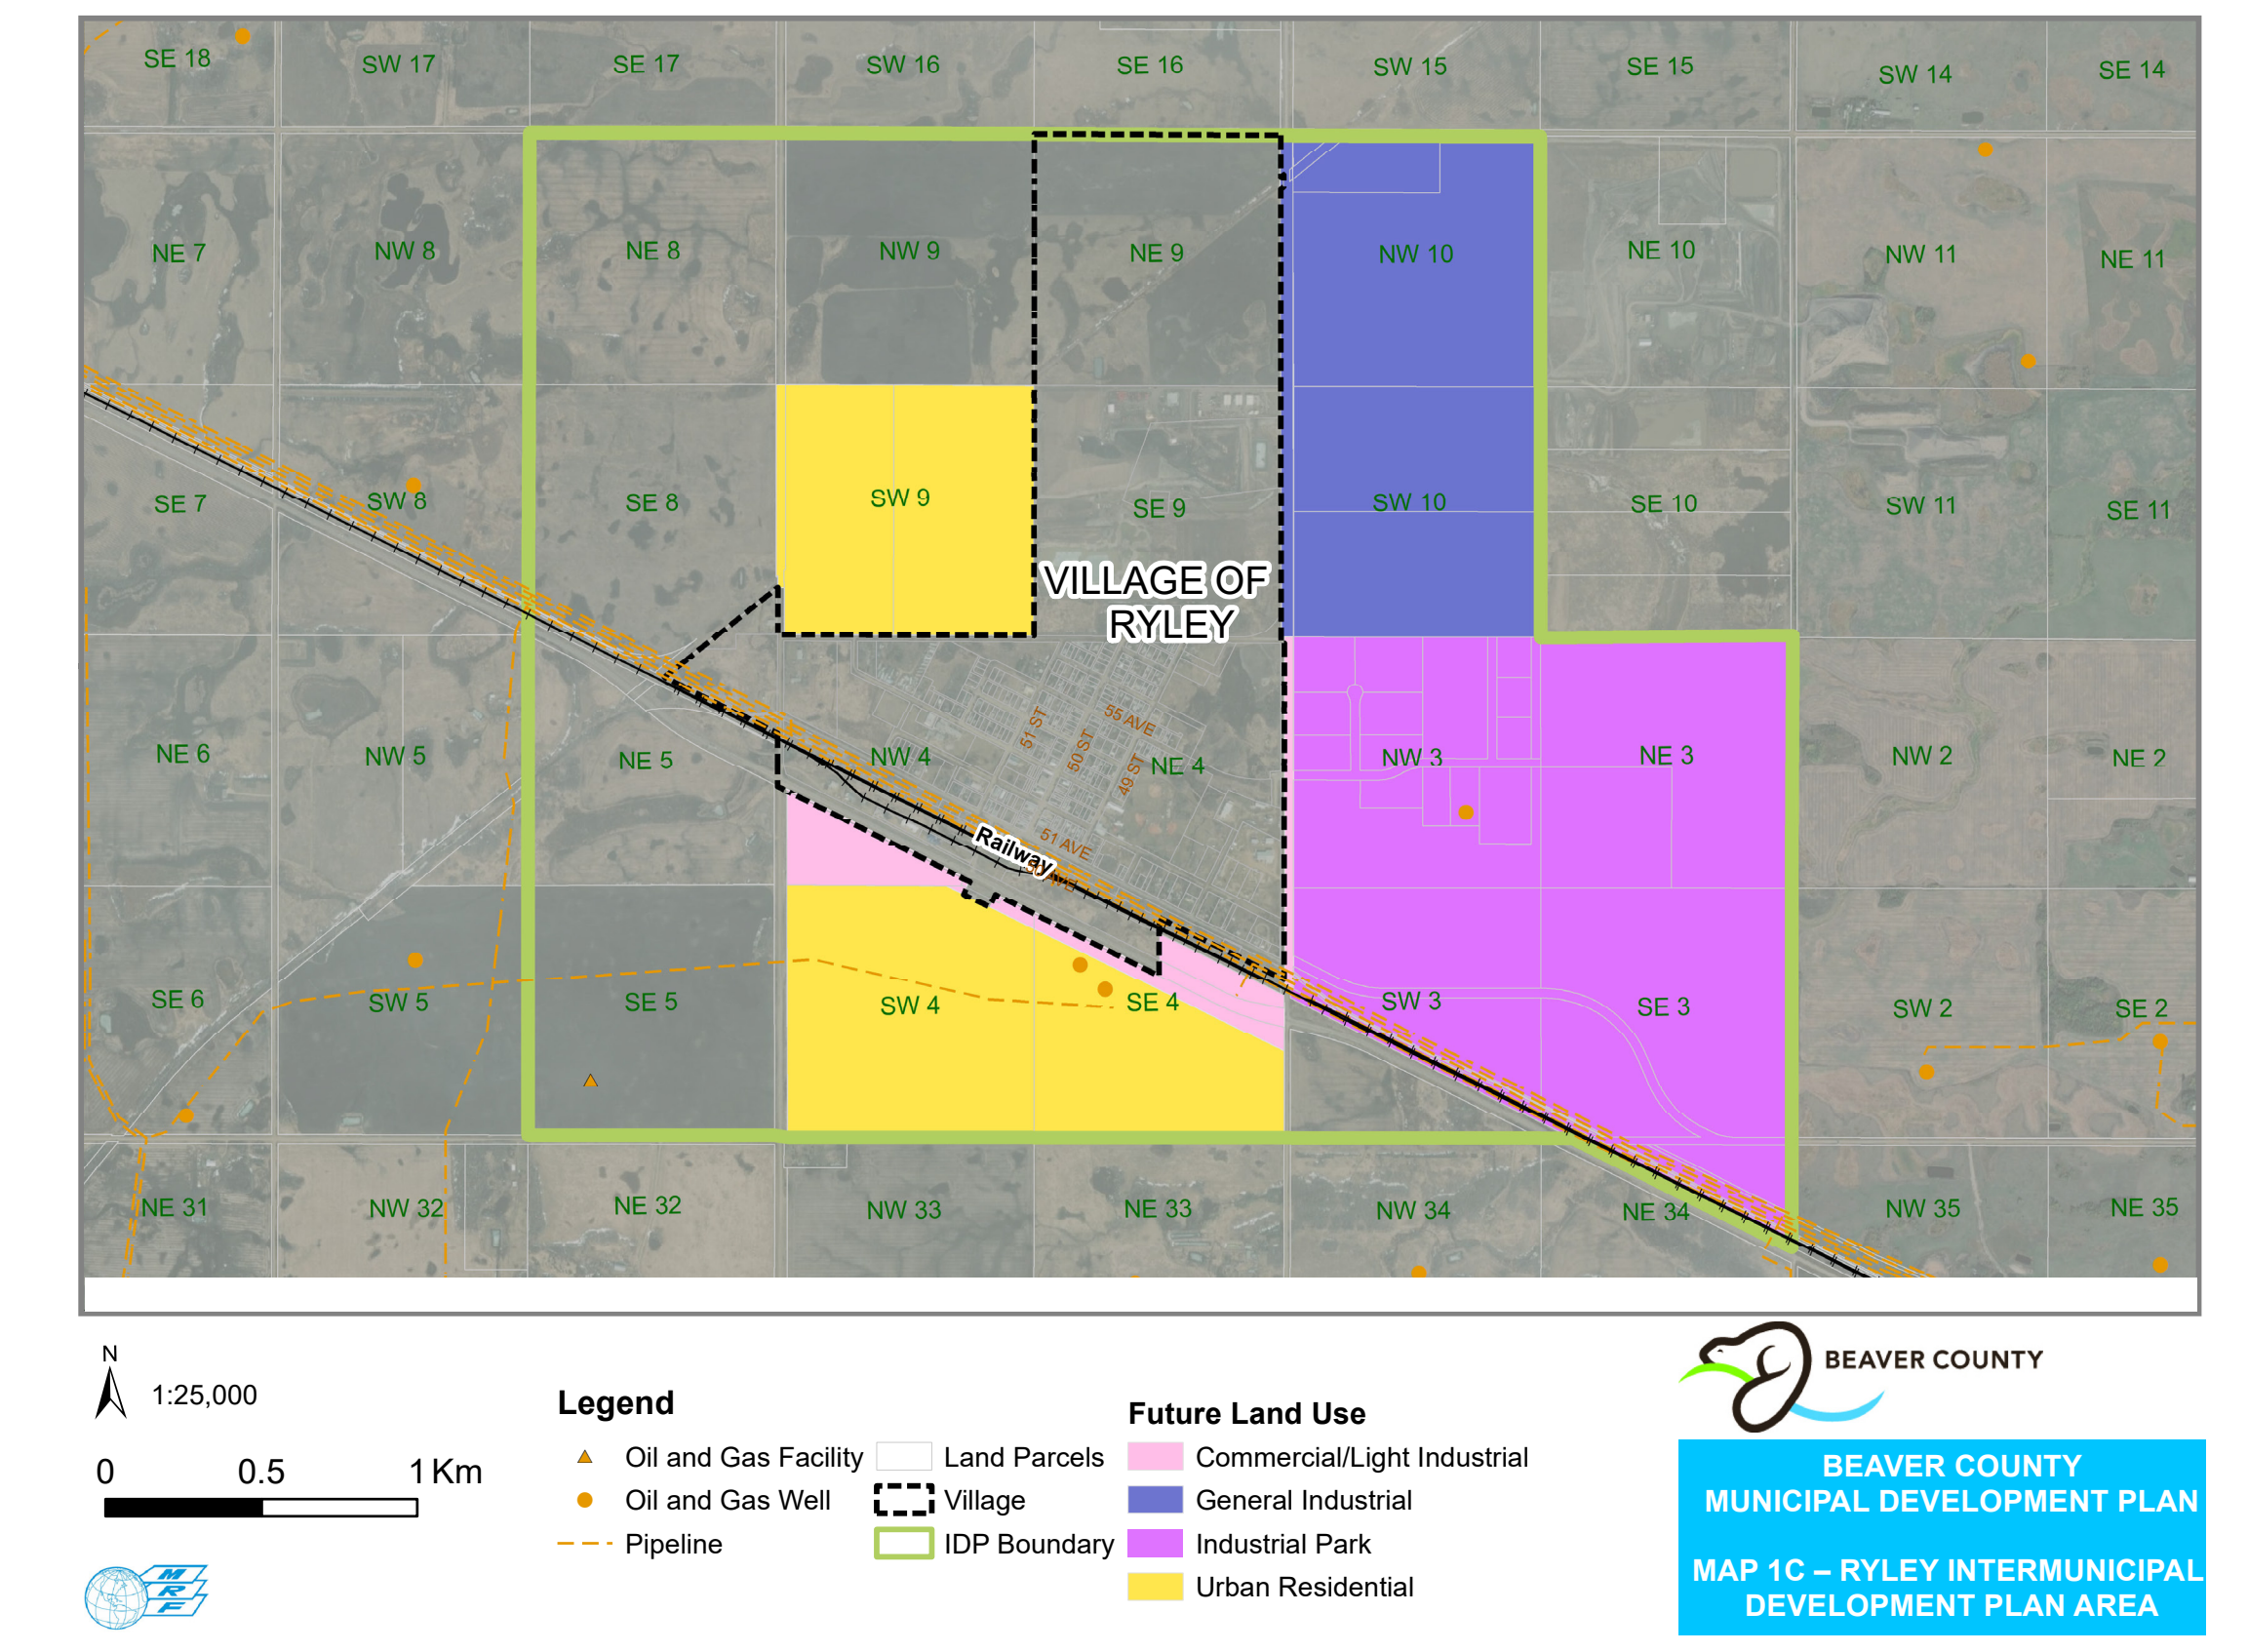 SE 18
SW 17
SE 17
SW 16
SE 16
SW 15
SE 15
SW 14
SE 14
NE 7
NW 8
NE 8
NW 9
NE 9
NW 10
NE 10
NW 11
NE 11
SE 7
SW 8
SE 8
SW 9
SE 9
SW 10
SE 10
SW 11
SE 11
VILLAGE OF
RYLEY
NE 6
NW 5
NE 5
NW 4
51 ST
50 ST
55 AVE
49 ST
NE 4
NW 3
NE 3
NW 2
NE 2
Railway
51 AVE
50 AVE
SE 6
SW 5
SE 5
SW 4
SE 4
SW 3
SE 3
SW 2
SE 2
NE 31
NW 32
NE 32
NW 33
NE 33
NW 34
NE 34
NW 35
NE 35
N
1:25,000
0 0.5 1 Km
MRF
Legend
Oil and Gas Facility
Oil and Gas Well
Pipeline
Land Parcels
Village
IDP Boundary
Future Land Use
Commercial/Light Industrial
General Industrial
Industrial Park
Urban Residential
BEAVER COUNTY
BEAVER COUNTY
MUNICIPAL DEVELOPMENT PLAN
MAP 1C – RYLEY INTERMUNICIPAL
DEVELOPMENT PLAN AREA